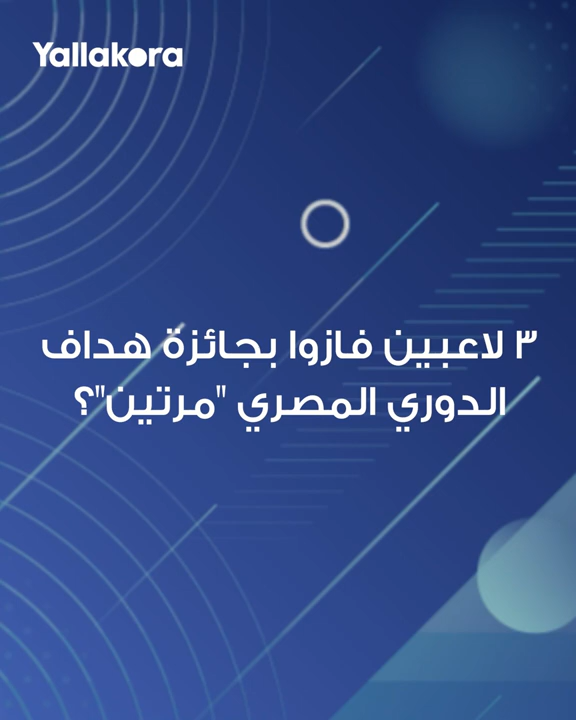 Yallakora
٣ لاعبين فازوا بجائزة هداف
الدوري المصري "مرتين"؟